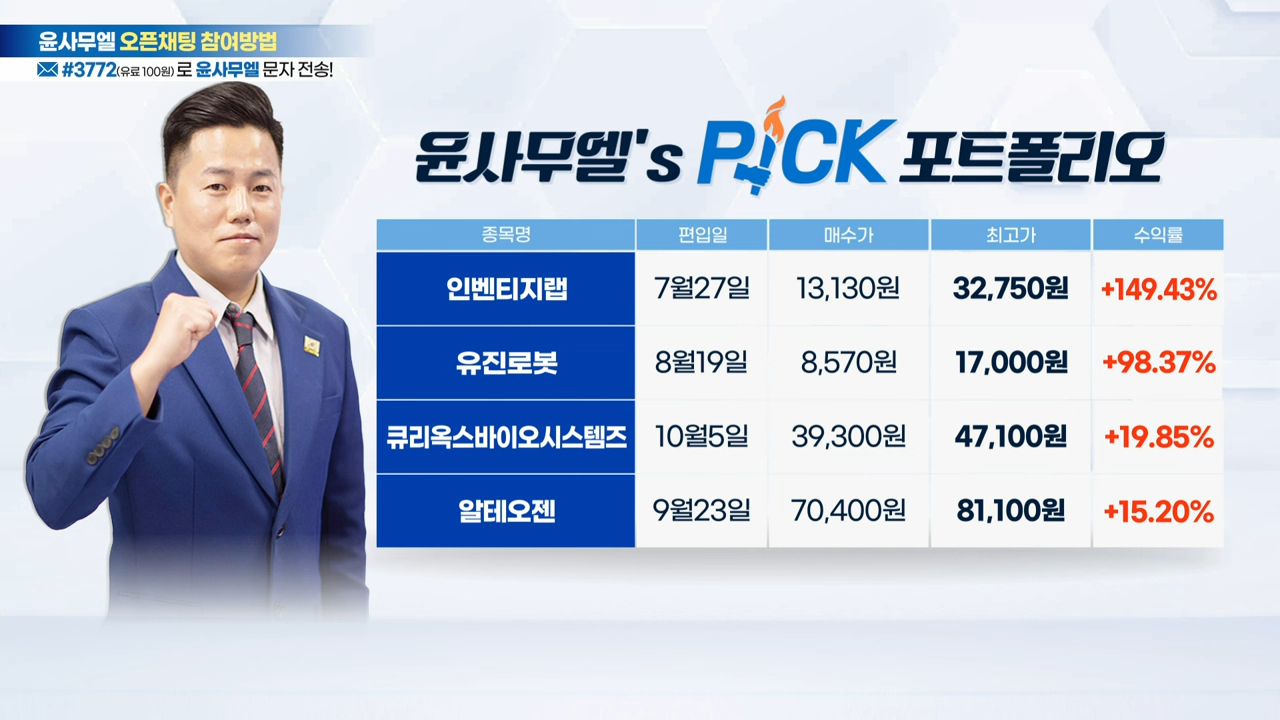 윤사무엘 오픈채팅 참여방법
#3772(유료 100원)로 윤사무엘 문자 전송!
윤사무엘's PICK 포트폴리오
종목명 편입일 매수가 최고가 수익률
인벤티지랩 7월27일 13,130원 32,750원 +149.43%
유진로봇 8월19일 8,570원 17,000원 +98.37%
큐리옥스바이오시스템즈 10월5일 39,300원 47,100원 +19.85%
알테오젠 9월23일 70,400원 81,100원 +15.20%